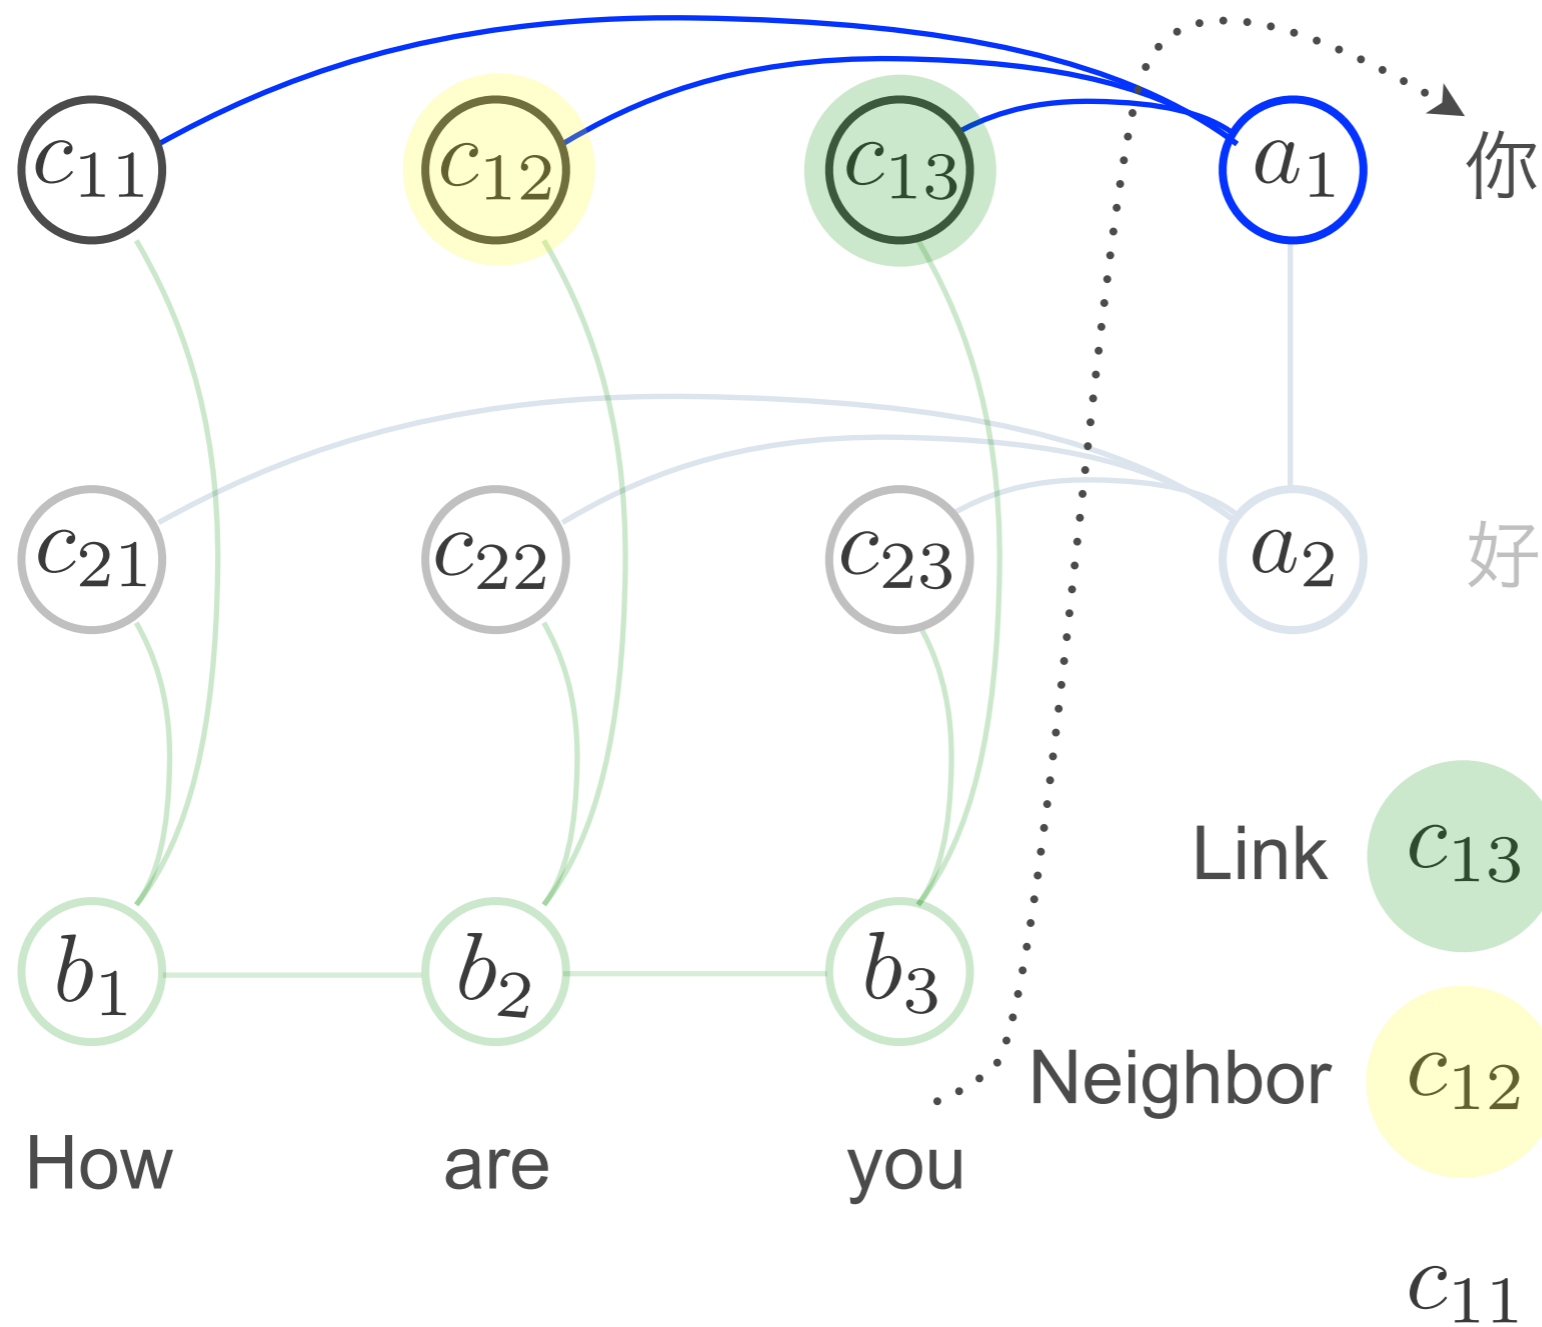 c₁₁ c₁₂ c₁₃ a₁ 你
c₂₁ c₂₂ c₂₃ a₂ 好
Link c₁₃
b₁ b₂ b₃
Neighbor c₁₂
How are you
c₁₁